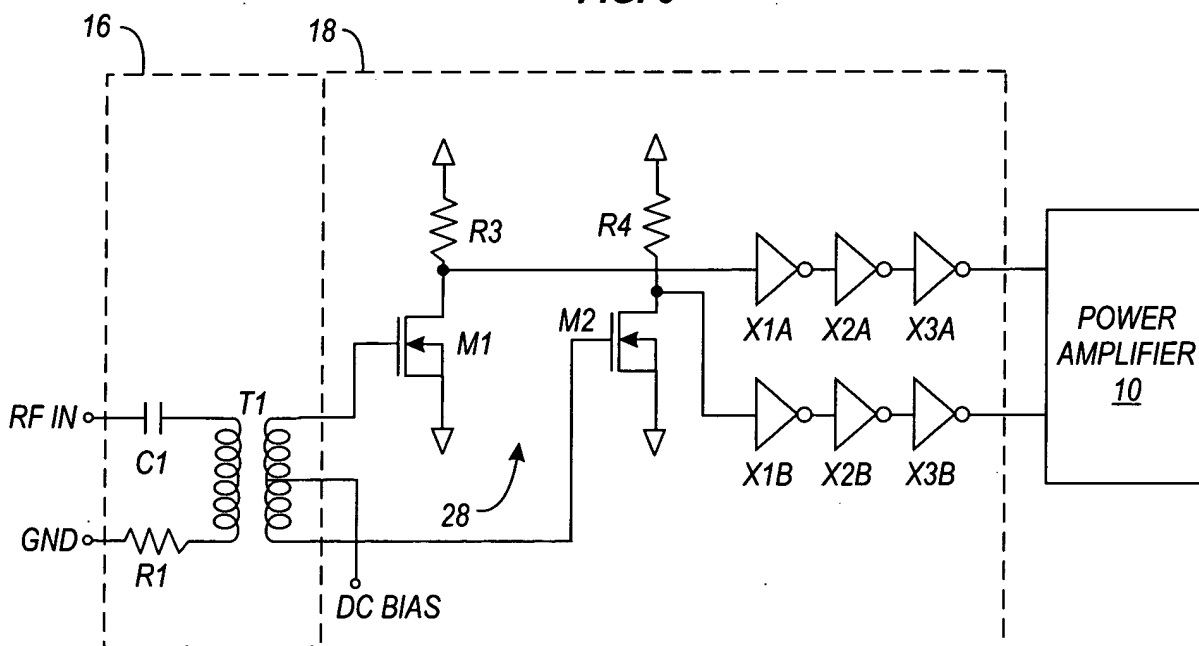 FIG. 6
16
18
R3
R4
M1
M2
X1A X2A X3A
POWER
AMPLIFIER
10
RF IN
C1
T1
X1B X2B X3B
28
GND
R1
DC BIAS